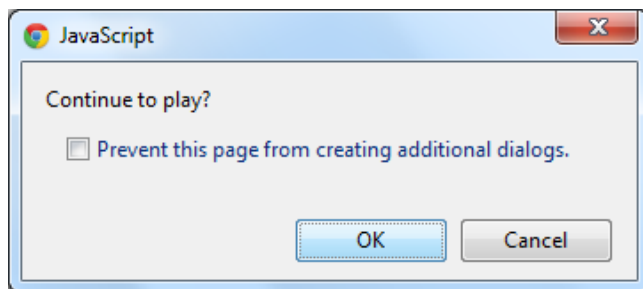 JavaScript
Continue to play?
Prevent this page from creating additional dialogs.
OK
Cancel